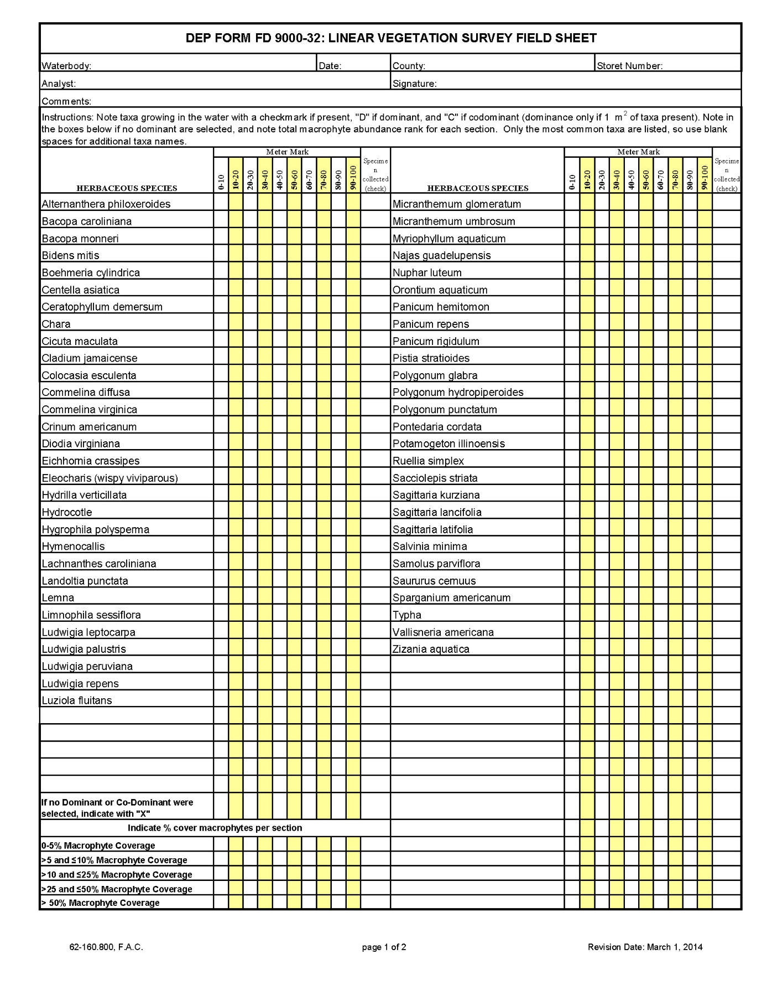 DEP FORM FD 9000-32: LINEAR VEGETATION SURVEY FIELD SHEET
Waterbody: Date: County: Storet Number:
Analyst: Signature:
Comments:
Instructions: Note taxa growing in the water with a checkmark if present, "D" if dominant, and "C" if codominant (dominance only if 1 m2 of taxa present). Note in
the boxes below if no dominant are selected, and note total macrophyte abundance rank for each section. Only the most common taxa are listed, so use blank
spaces for additional taxa names.
HERBACEOUS SPECIES
Meter Mark
0-10 10-20 20-30 30-40 40-50 50-60 60-70 70-80 80-90 90-100
Specime
n
collected
(check)
HERBACEOUS SPECIES
Meter Mark
0-10 10-20 20-30 30-40 40-50 50-60 60-70 70-80 80-90 90-100
Specime
n
collected
(check)
Alternanthera philoxeroides Micranthemum glomeratum
Bacopa caroliniana Micranthemum umbrosum
Bacopa monneri Myriophyllum aquaticum
Bidens mitis Najas guadelupensis
Boehmeria cylindrica Nuphar luteum
Centella asiatica Orontium aquaticum
Ceratophyllum demersum Panicum hemitomon
Chara Panicum repens
Cicuta maculata Panicum rigidulum
Cladium jamaicense Pistia stratioides
Colocasia esculenta Polygonum glabra
Commelina diffusa Polygonum hydropiperoides
Commelina virginica Polygonum punctatum
Crinum americanum Pontedaria cordata
Diodia virginiana Potamogeton illinoensis
Eichhornia crassipes Ruellia simplex
Eleocharis (wispy viviparous) Sacciolepis striata
Hydrilla verticillata Sagittaria kurziana
Hydrocotle Sagittaria lancifolia
Hygrophila polysperma Sagittaria latifolia
Hymenocallis Salvinia minima
Lachnanthes caroliniana Samolus parviflora
Landoltia punctata Saururus cernuus
Lemna Sparganium americanum
Limnophila sessiflora Typha
Ludwigia leptocarpa Vallisneria americana
Ludwigia palustris Zizania aquatica
Ludwigia peruviana
Ludwigia repens
Luziola fluitans
If no Dominant or Co-Dominant were
selected, indicate with "X"
Indicate % cover macrophytes per section
0-5% Macrophyte Coverage
>5 and ≤10% Macrophyte Coverage
>10 and ≤25% Macrophyte Coverage
>25 and ≤50% Macrophyte Coverage
> 50% Macrophyte Coverage
62-160.800, F.A.C. page 1 of 2 Revision Date: March 1, 2014